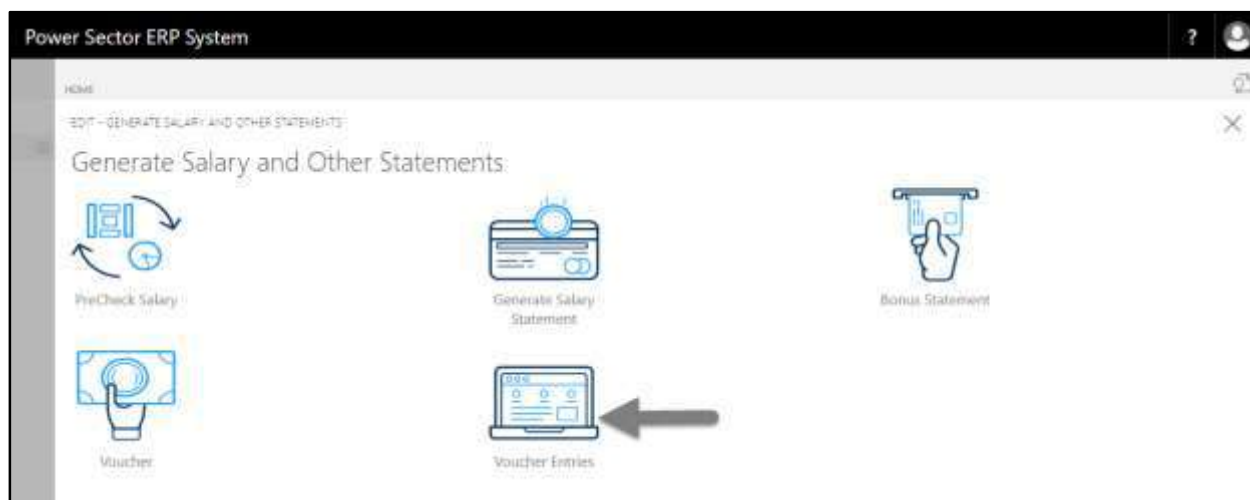 Power Sector ERP System
?
HOME
EDIT - GENERATE SALARY AND OTHER STATEMENTS
Generate Salary and Other Statements
PreCheck Salary
Generate Salary
Statement
Bonus Statement
Voucher
Voucher Entries